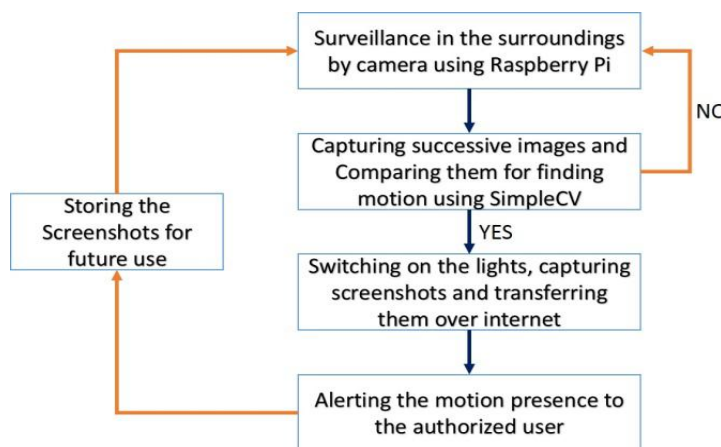 Surveillance in the surroundings
by camera using Raspberry Pi
NO
Capturing successive images and
Comparing them for finding
motion using SimpleCV
YES
Storing the
Screenshots for
future use
Switching on the lights, capturing
screenshots and transferring
them over internet
Alerting the motion presence to
the authorized user